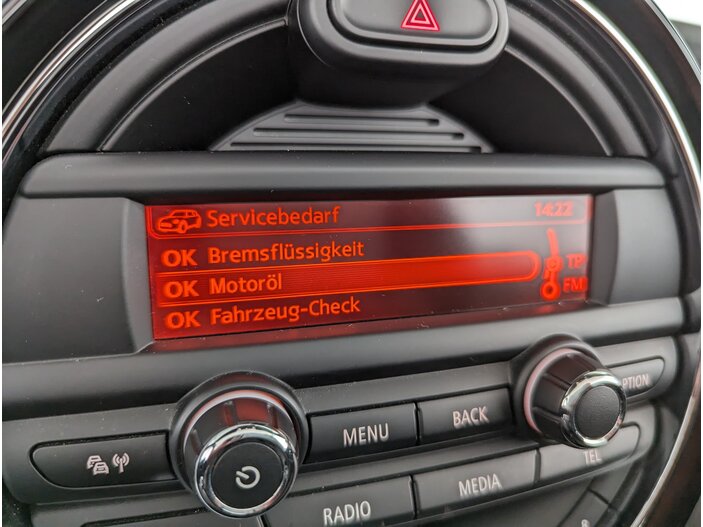 Servicebedarf 14:22
OK Bremsflüssigkeit
OK Motoröl TP
OK Fahrzeug-Check FM
MENU BACK OPTION
RADIO MEDIA TEL